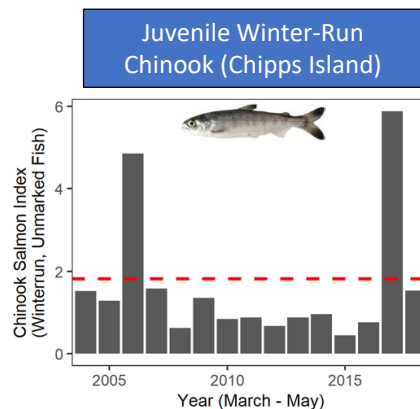 Juvenile Winter-Run
Chinook (Chipps Island)
Chinook Salmon Index
(Winterrun, Unmarked Fish)
6
4
2
0
2005
2010
2015
Year (March - May)